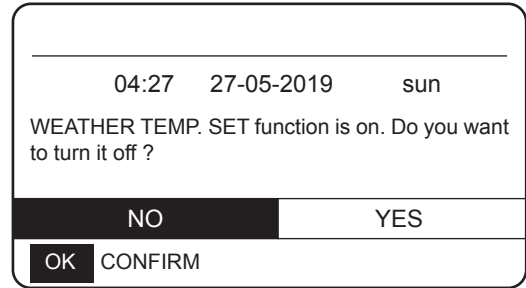 04:27 27-05-2019 sun
WEATHER TEMP. SET function is on. Do you want
to turn it off ?
NO YES
OK CONFIRM